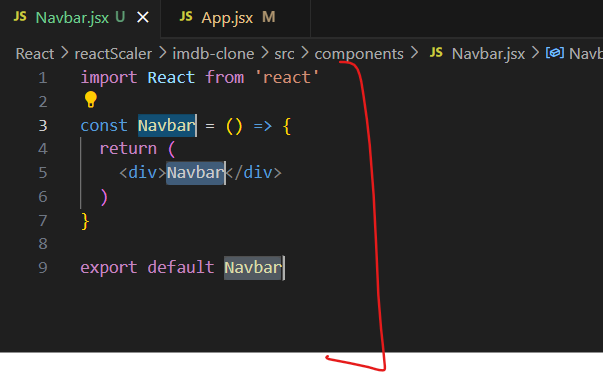 JS Navbar.jsx U × JS App.jsx
React > reactScaler > imdb-clone > src > components > JS Navbar.jsx > Navb
1 import React from 'react'
2
3 const Navbar = () => {
4 return (
5 <div>Navbar</div>
6 )
7 }
8
9 export default Navbar